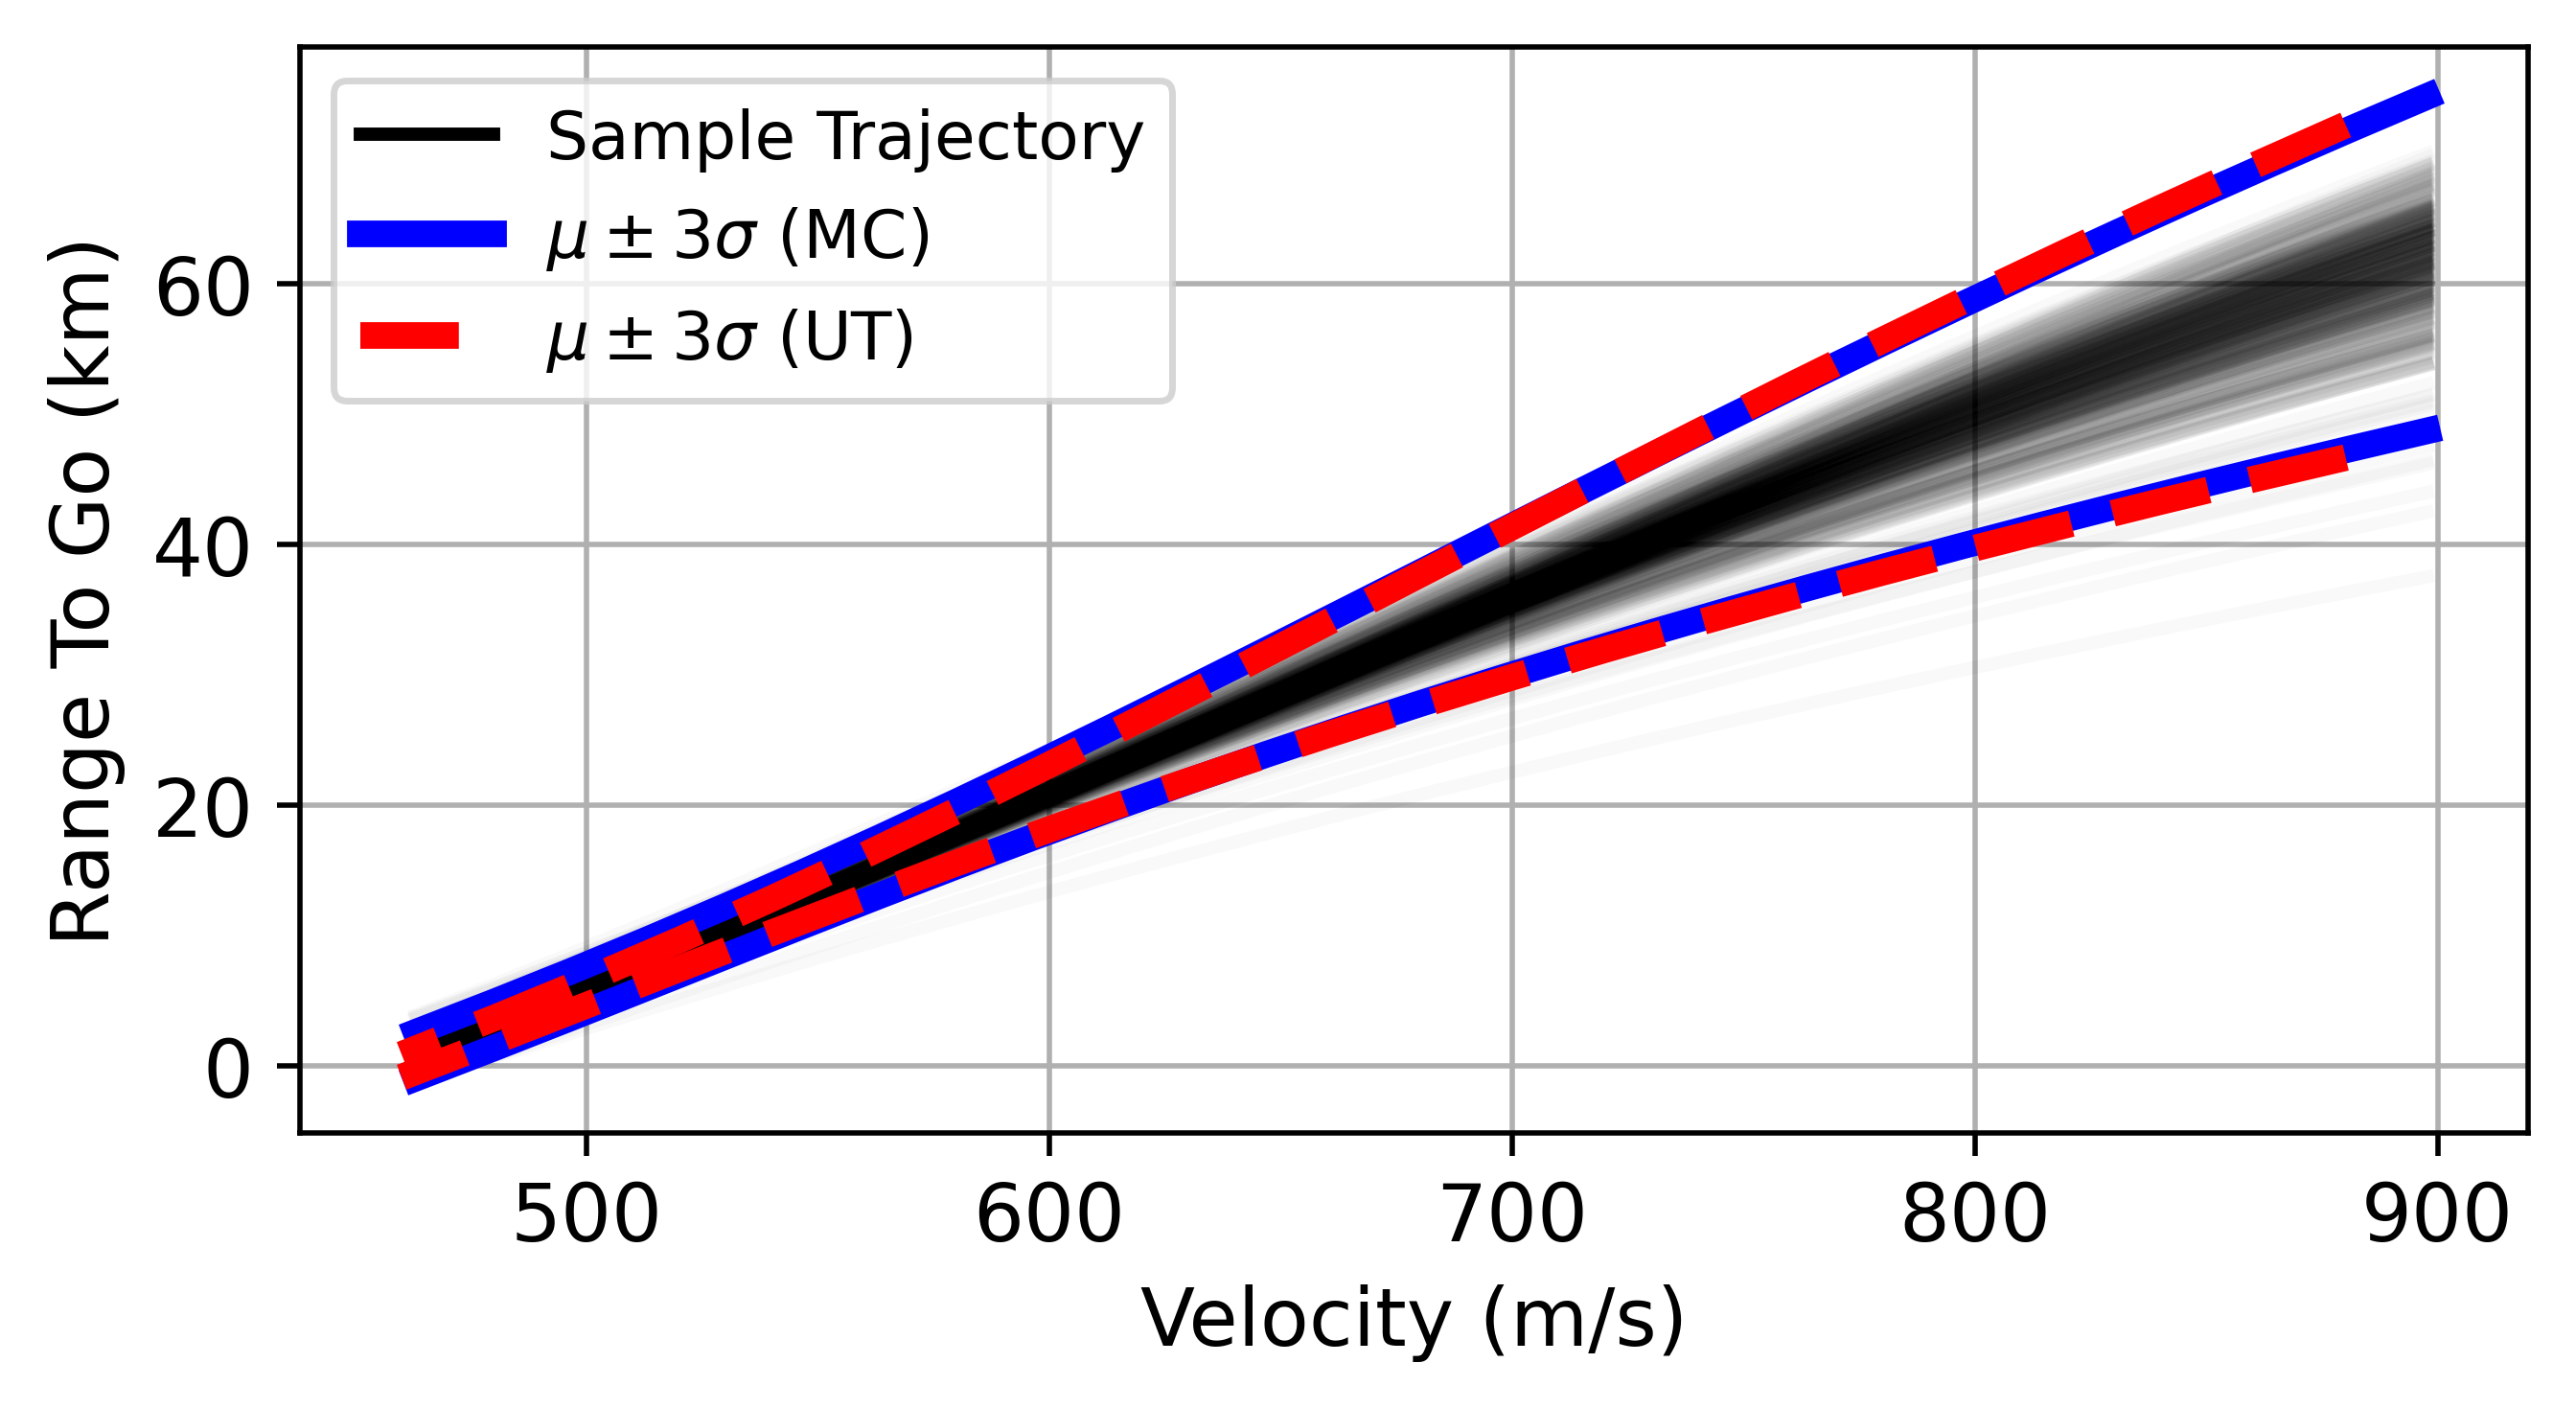 Sample Trajectory
μ ± 3σ (MC)
μ ± 3σ (UT)
Range To Go (km)
60
40
20
0
500 600 700 800 900
Velocity (m/s)